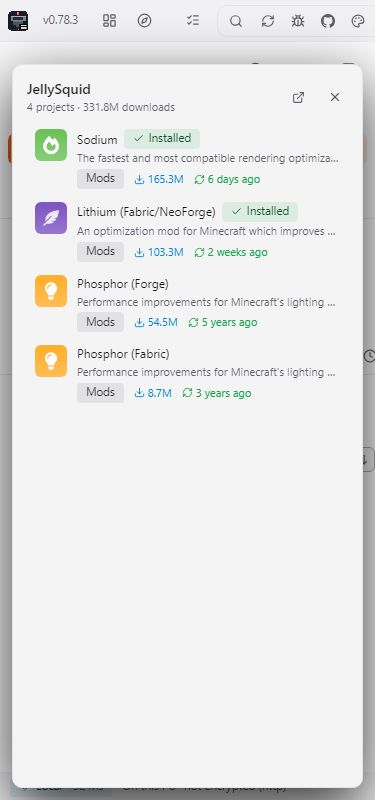 v0.78.3
JellySquid
4 projects · 331.8M downloads
Sodium Installed
The fastest and most compatible rendering optimiza...
Mods 165.3M 6 days ago
Lithium (Fabric/NeoForge) Installed
An optimization mod for Minecraft which improves ...
Mods 103.3M 2 weeks ago
Phosphor (Forge)
Performance improvements for Minecraft's lighting ...
Mods 54.5M 5 years ago
Phosphor (Fabric)
Performance improvements for Minecraft's lighting ...
Mods 8.7M 3 years ago